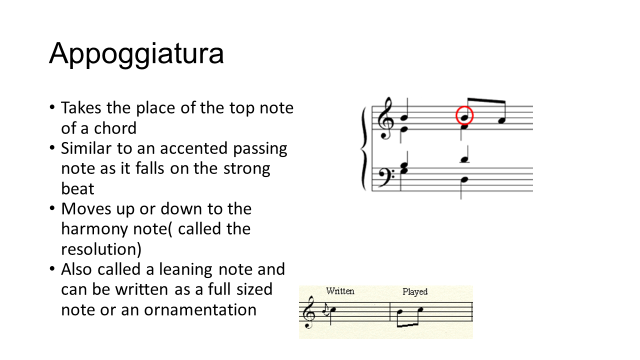 Appoggiatura
• Takes the place of the top note
of a chord
• Similar to an accented passing
note as it falls on the strong
beat
• Moves up or down to the
harmony note( called the
resolution)
• Also called a leaning note and
can be written as a full sized
note or an ornamentation
Written Played